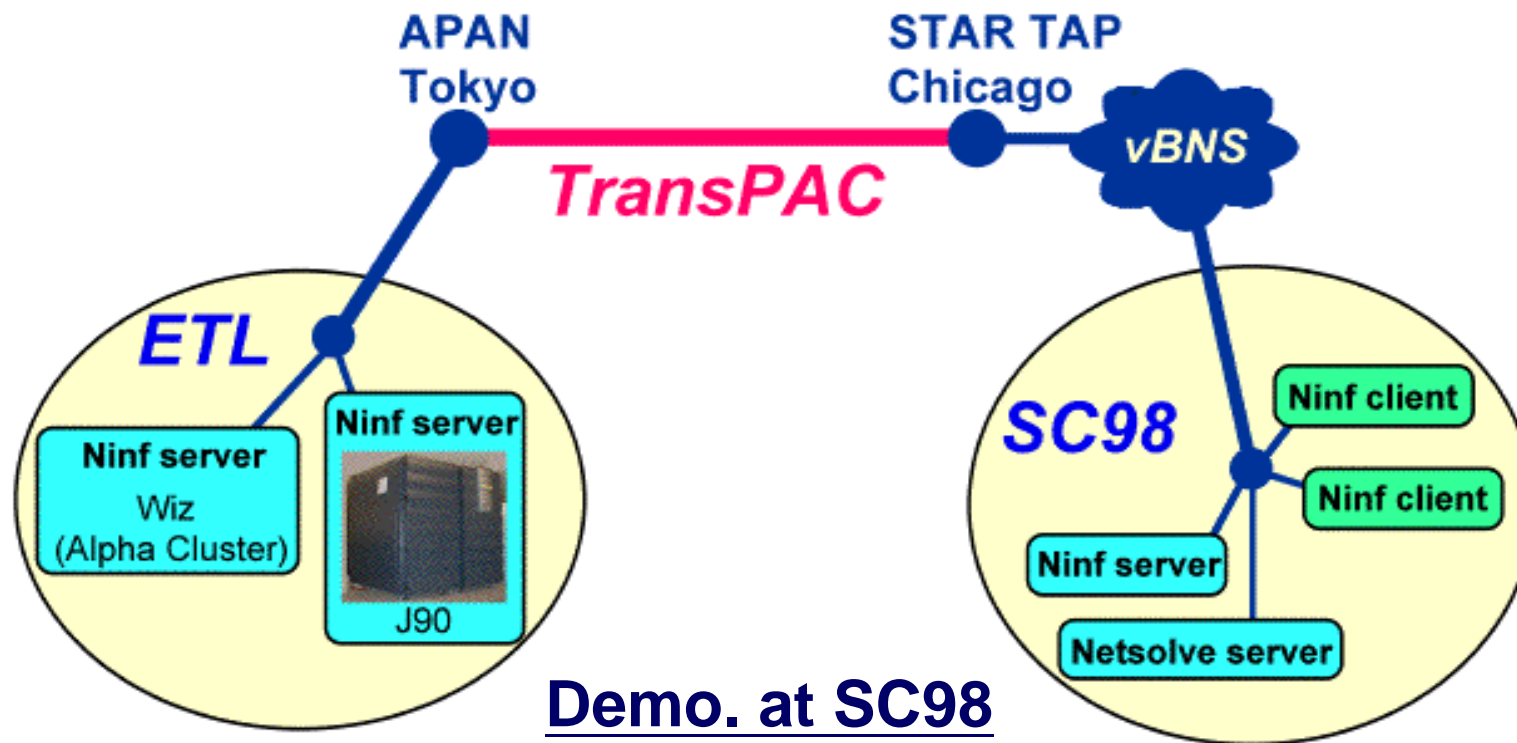 APAN
Tokyo
STAR TAP
Chicago
vBNS
TransPAC
ETL
Ninf server
Wiz
(Alpha Cluster)
Ninf server
J90
SC98
Ninf client
Ninf client
Ninf server
Netsolve server
Demo. at SC98